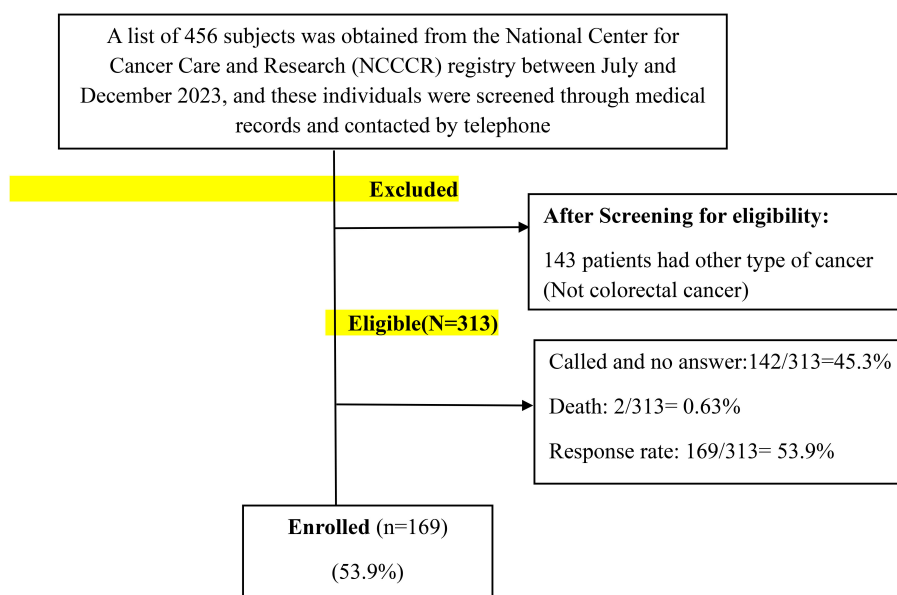 A list of 456 subjects was obtained from the National Center for
Cancer Care and Research (NCCCR) registry between July and
December 2023, and these individuals were screened through medical
records and contacted by telephone
Excluded
After Screening for eligibility:
143 patients had other type of cancer
(Not colorectal cancer)
Eligible(N=313)
Called and no answer:142/313=45.3%
Death: 2/313= 0.63%
Response rate: 169/313= 53.9%
Enrolled (n=169)
(53.9%)